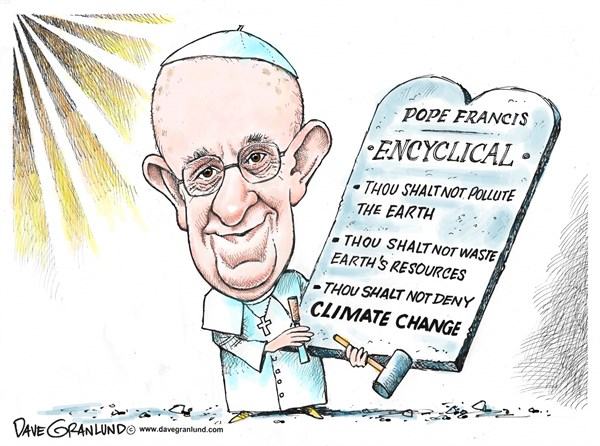 POPE FRANCIS
• ENCYCLICAL •
• THOU SHALT NOT POLLUTE
THE EARTH
• THOU SHALT NOT WASTE
EARTH'S RESOURCES
• THOU SHALT NOT DENY
CLIMATE CHANGE
DAVE GRANLUND © www.davegranlund.com